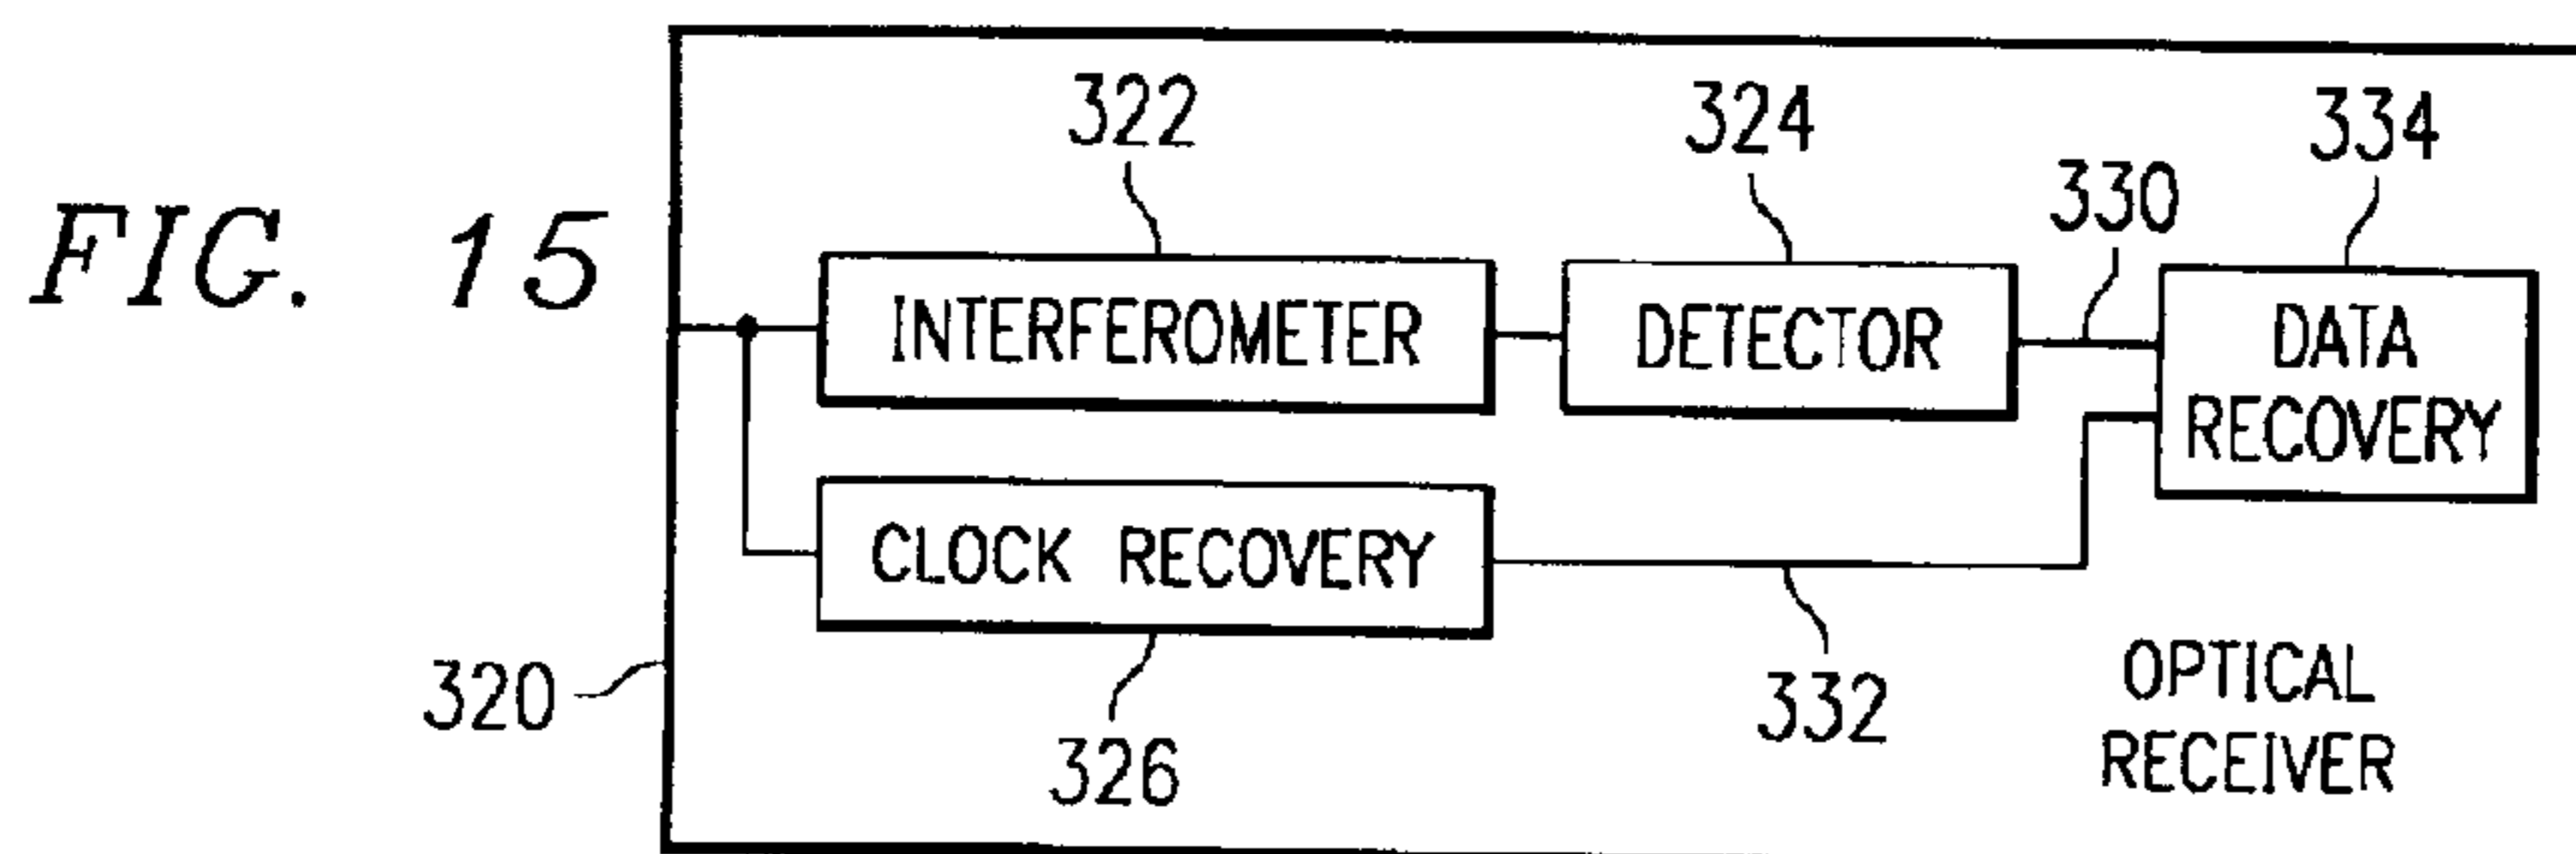 FIG. 15
322
324
334
330
INTERFEROMETER
DETECTOR
DATA
RECOVERY
CLOCK RECOVERY
320
326
332
OPTICAL
RECEIVER